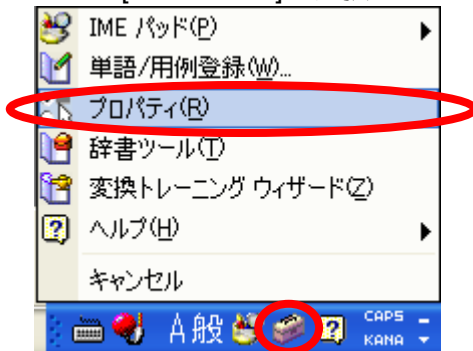 IME パッド(P)
単語/用例登録(W)...
プロパティ(R)
辞書ツール(T)
変換トレーニング ウィザード(Z)
ヘルプ(H)
キャンセル
A 般 CAPS
KANA